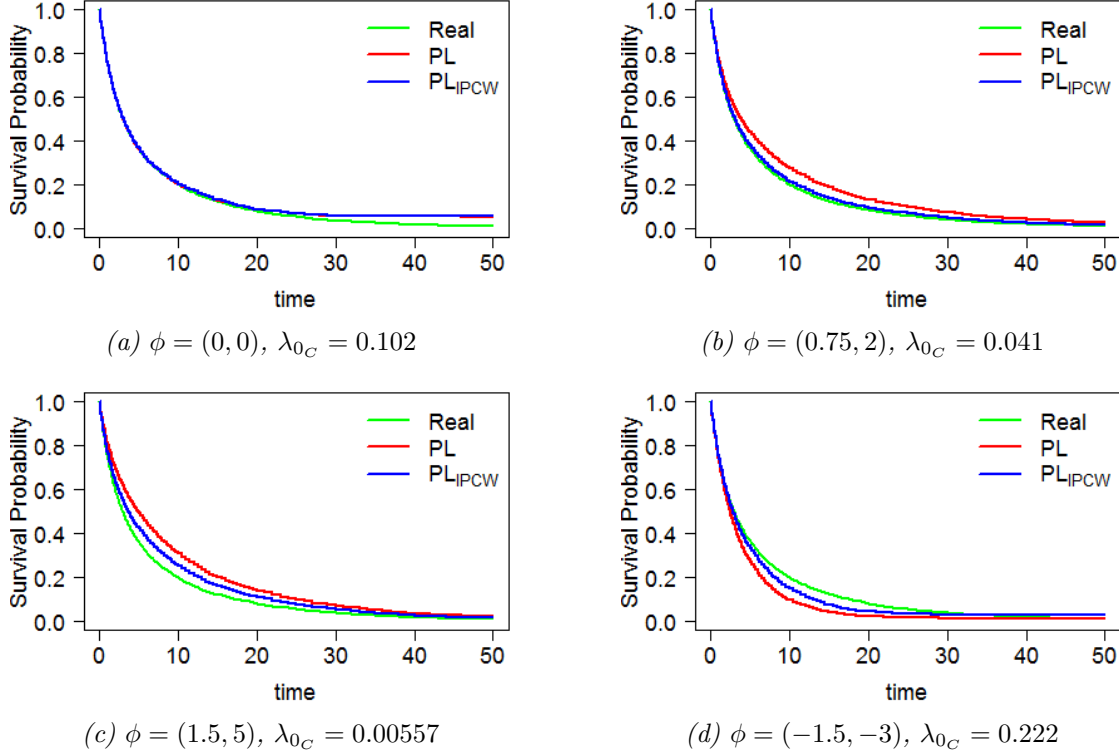 Survival Probability
1.0
0.8
0.6
0.4
0.2
0.0
Real
PL
PL_IPCW
0 10 20 30 40 50
time
(a) ϕ = (0, 0), λ_{0_C} = 0.102
Survival Probability
1.0
0.8
0.6
0.4
0.2
0.0
Real
PL
PL_IPCW
0 10 20 30 40 50
time
(b) ϕ = (0.75, 2), λ_{0_C} = 0.041
Survival Probability
1.0
0.8
0.6
0.4
0.2
0.0
Real
PL
PL_IPCW
0 10 20 30 40 50
time
(c) ϕ = (1.5, 5), λ_{0_C} = 0.00557
Survival Probability
1.0
0.8
0.6
0.4
0.2
0.0
Real
PL
PL_IPCW
0 10 20 30 40 50
time
(d) ϕ = (−1.5, −3), λ_{0_C} = 0.222